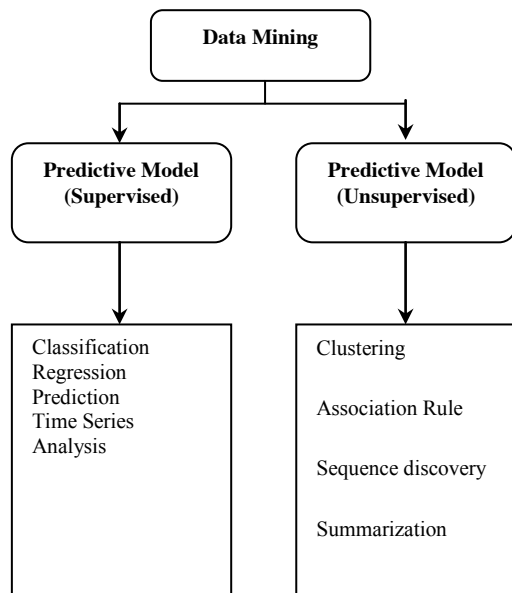 Data Mining
Predictive Model
(Supervised)
Predictive Model
(Unsupervised)
Classification
Regression
Prediction
Time Series
Analysis
Clustering
Association Rule
Sequence discovery
Summarization